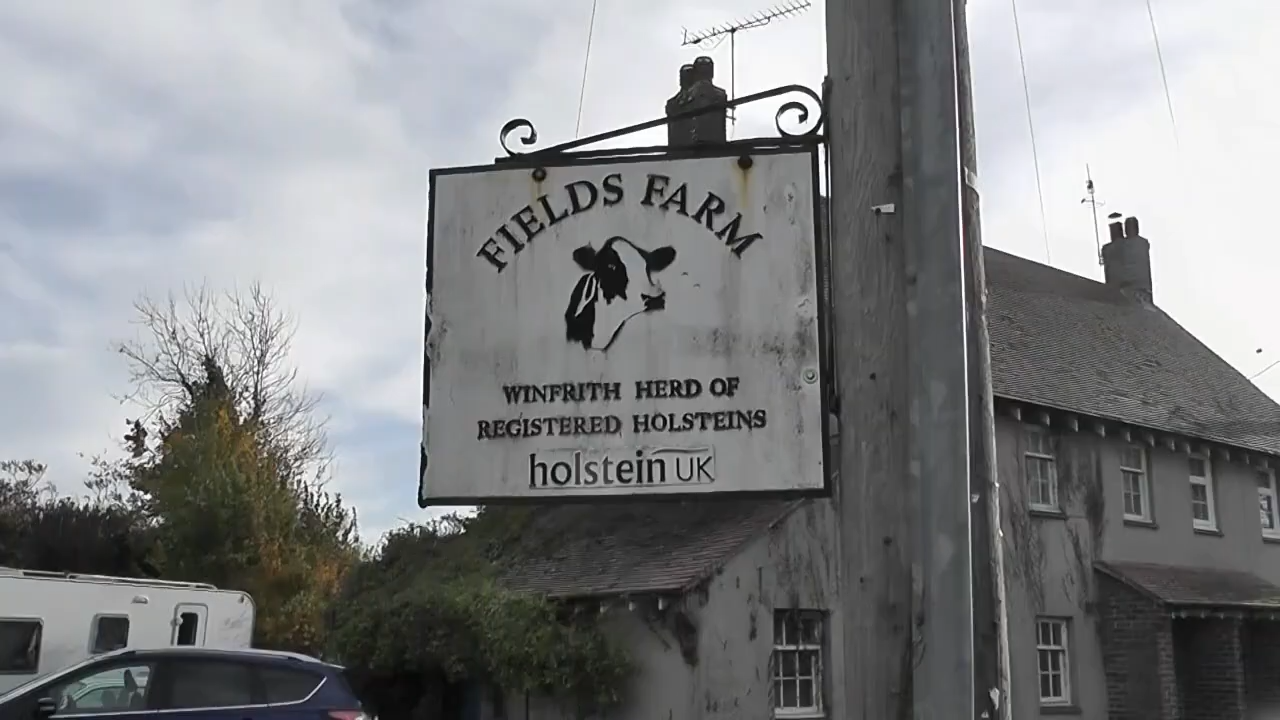 FIELDS FARM
WINFRITH HERD OF
REGISTERED HOLSTEINS
holstein UK